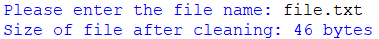 Please enter the file name: file.txt
Size of file after cleaning: 46 bytes